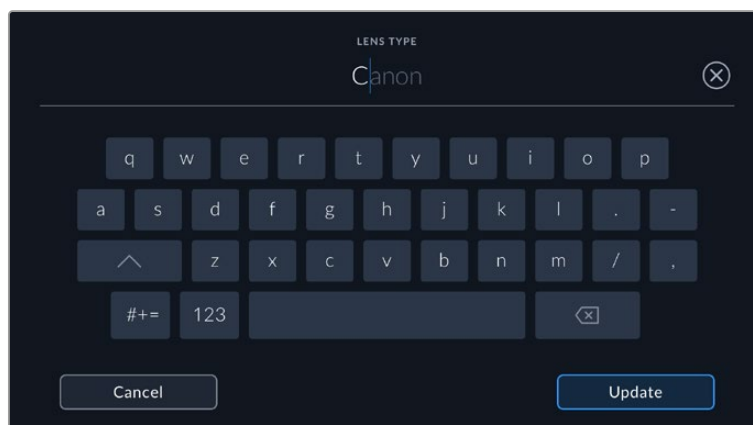 LENS TYPE
Canon
q w e r t y u i o p
a s d f g h j k l . -
z x c v b n m / ,
#+= 123
Cancel Update